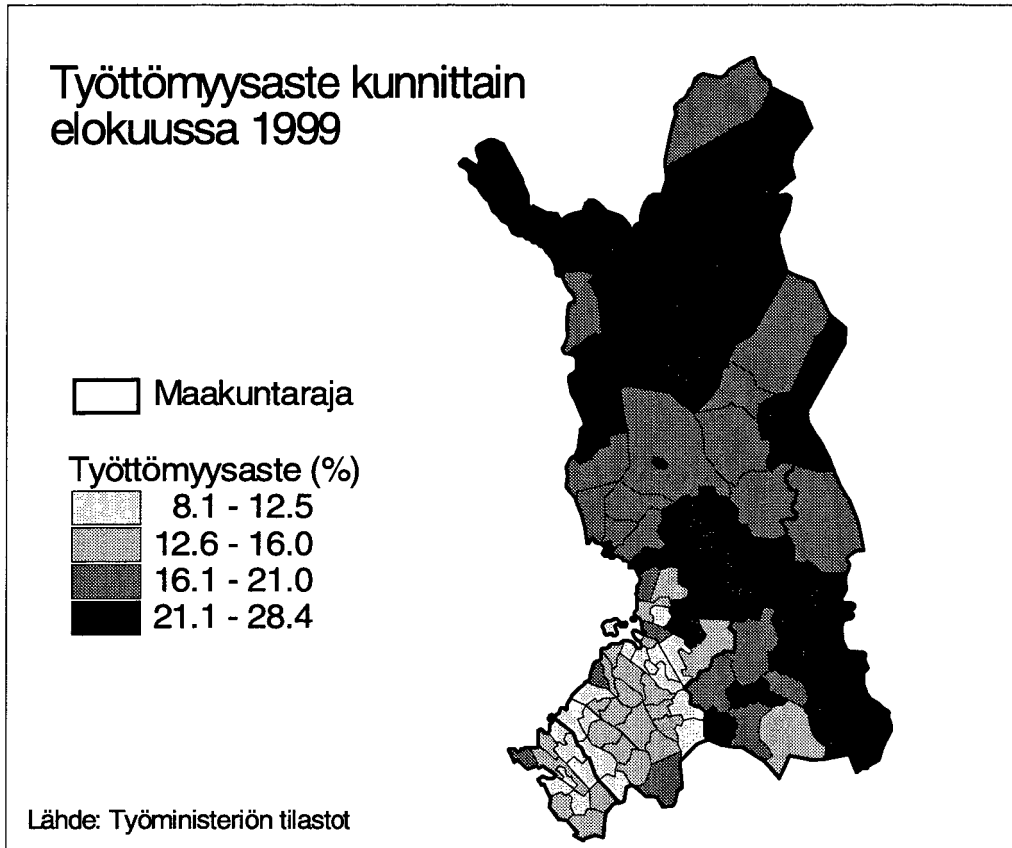 Työttömyysaste kunnittain
elokuussa 1999
Maakuntaraja
Työttömyysaste (%)
8.1 - 12.5
12.6 - 16.0
16.1 - 21.0
21.1 - 28.4
Lähde: Työministeriön tilastot